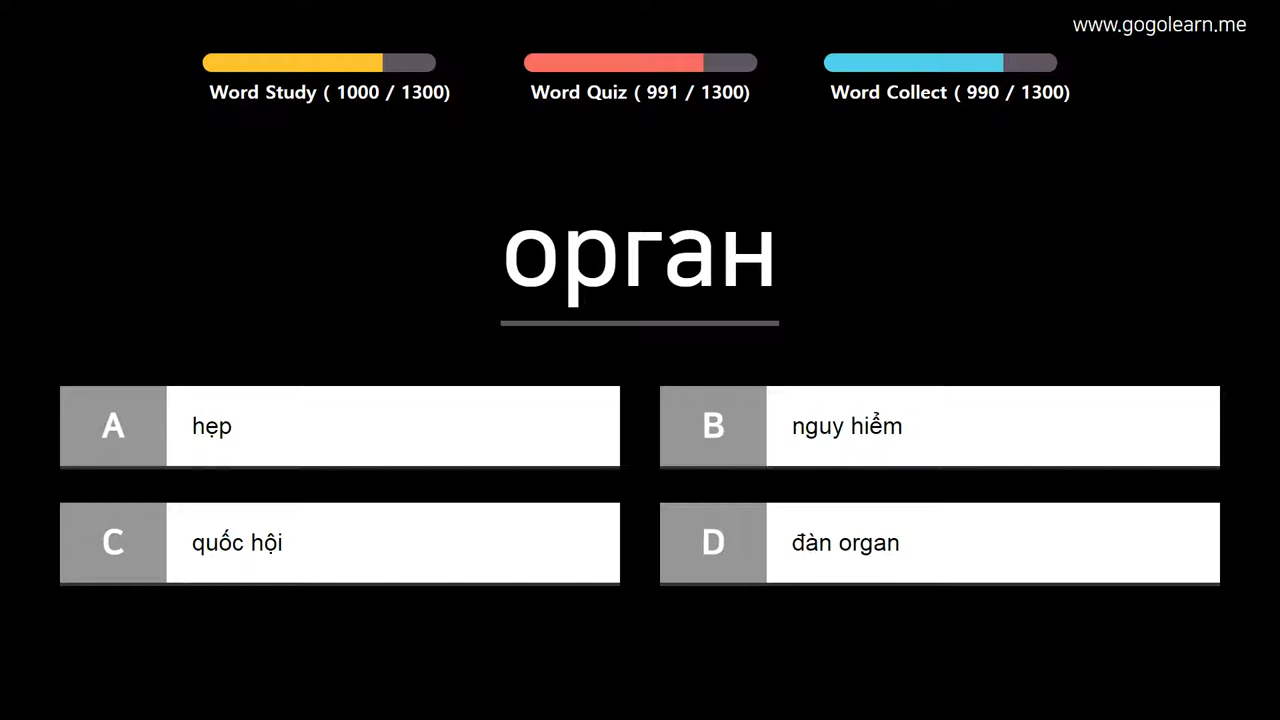 www.gogolearn.me
Word Study ( 1000 / 1300)
Word Quiz ( 991 / 1300)
Word Collect ( 990 / 1300)
орган
A
hẹp
B
nguy hiểm
C
quốc hội
D
đàn organ